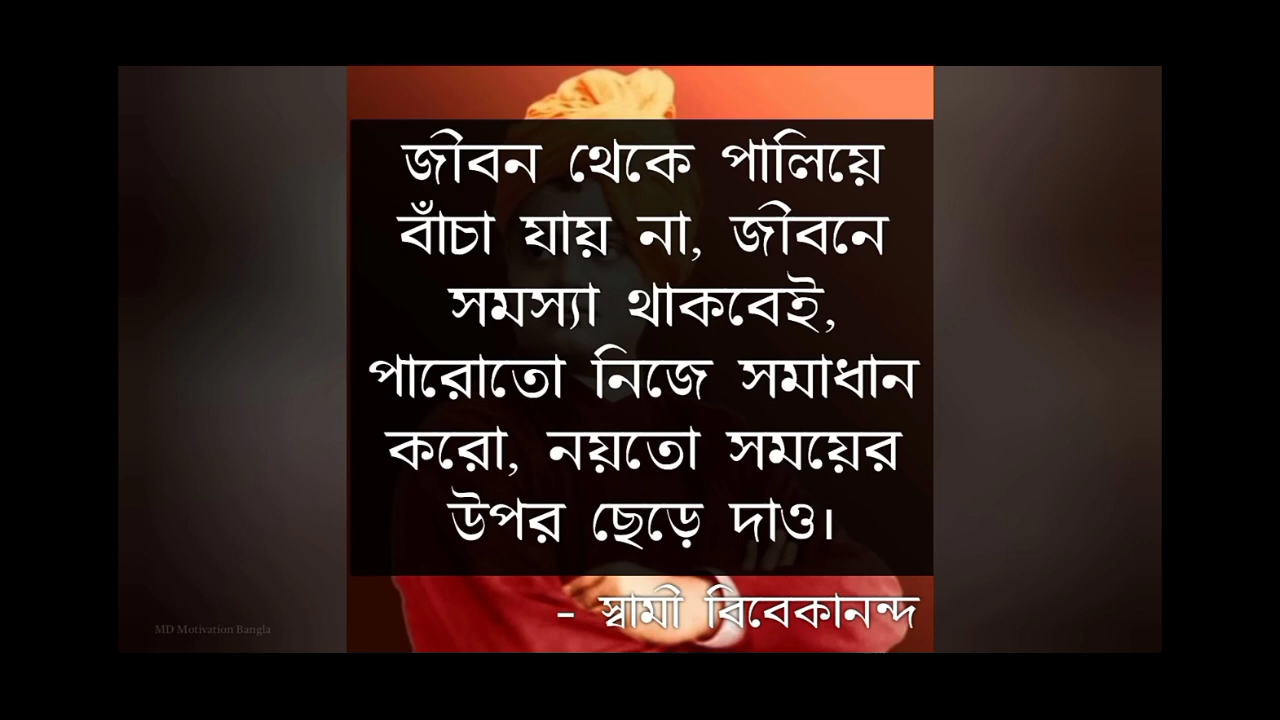 জীবন থেকে পালিয়ে
বাঁচা যায় না, জীবনে
সমস্যা থাকবেই,
পারোতো নিজে সমাধান
করো, নয়তো সময়ের
উপর ছেড়ে দাও।
- স্বামী বিবেকানন্দ
MD Motivation Bangla